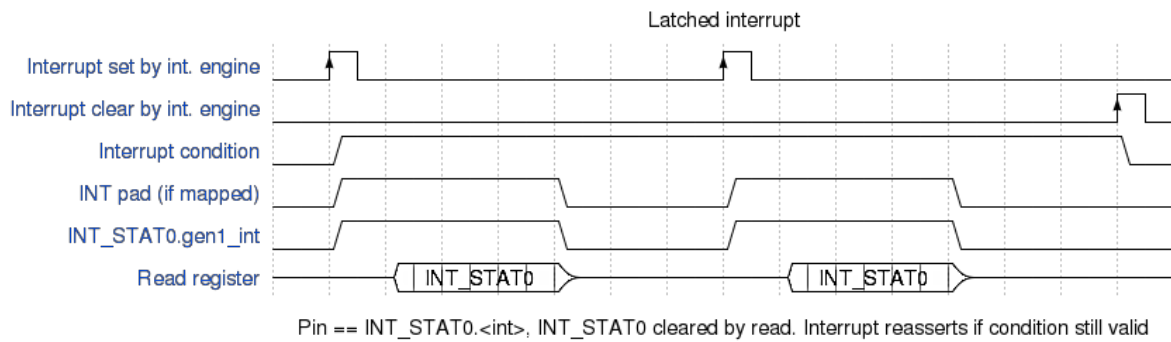 Latched interrupt
Interrupt set by int. engine
Interrupt clear by int. engine
Interrupt condition
INT pad (if mapped)
INT_STAT0.gen1_int
Read register
INT_STAT0 INT_STAT0
Pin == INT_STAT0.<int>, INT_STAT0 cleared by read. Interrupt reasserts if condition still valid